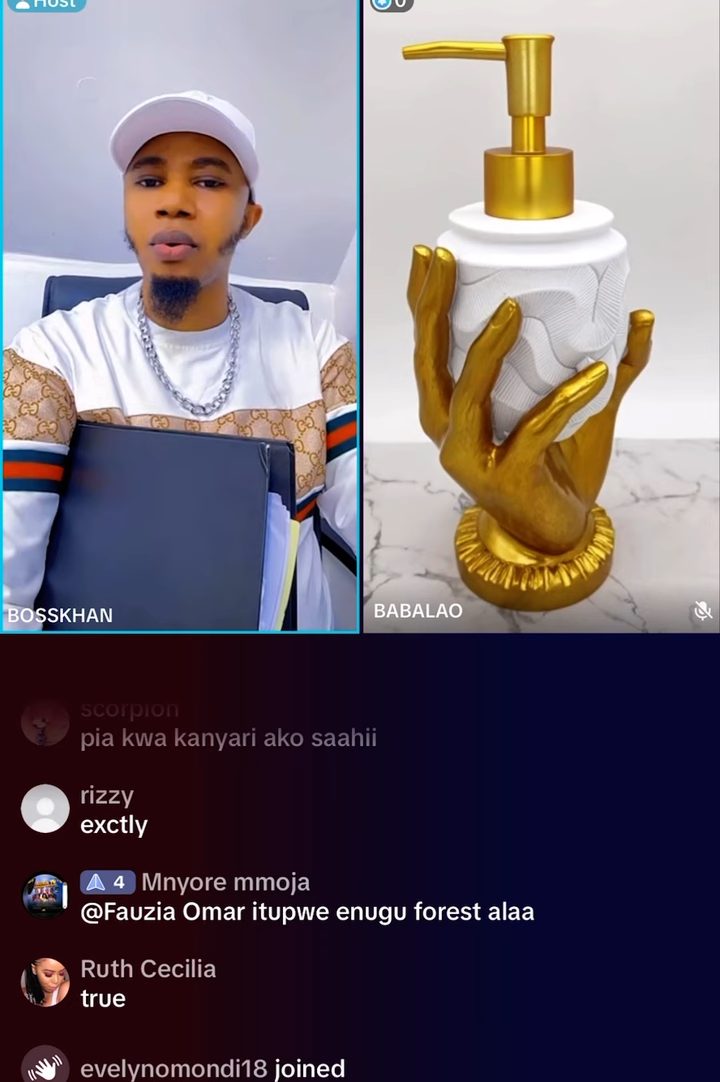 Host
0
BOSSKHAN
BABALAO
scorpion
pia kwa kanyari ako saahii
rizzy
exctly
4 Mnyore mmoja
@Fauzia Omar itupwe enugu forest alaa
Ruth Cecilia
true
evelynomondi18 joined